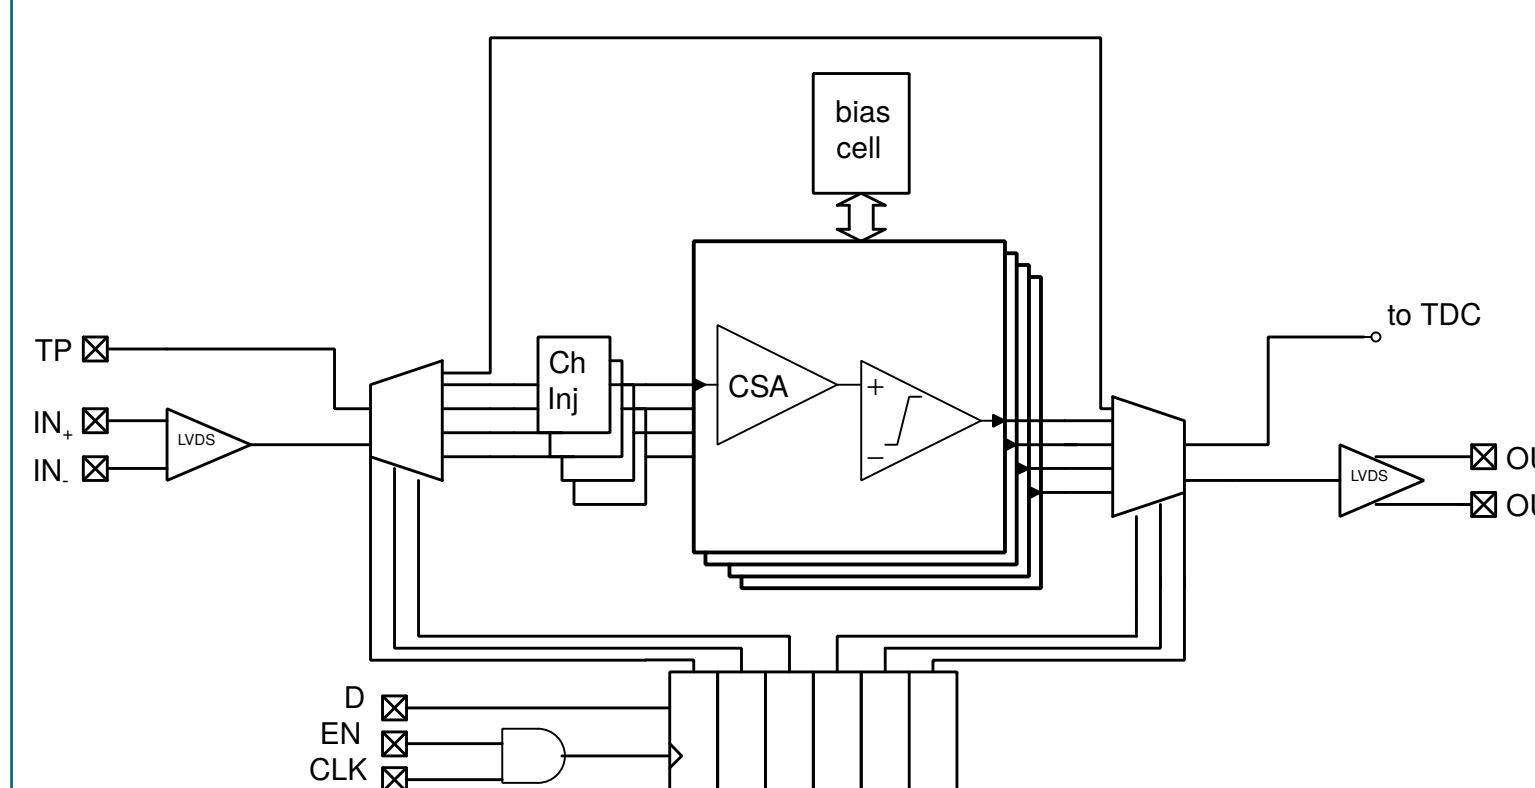 bias
cell
to TDC
TP
Ch
Inj
CSA
+
−
IN+
LVDS
IN-
LVDS
D
EN
CLK